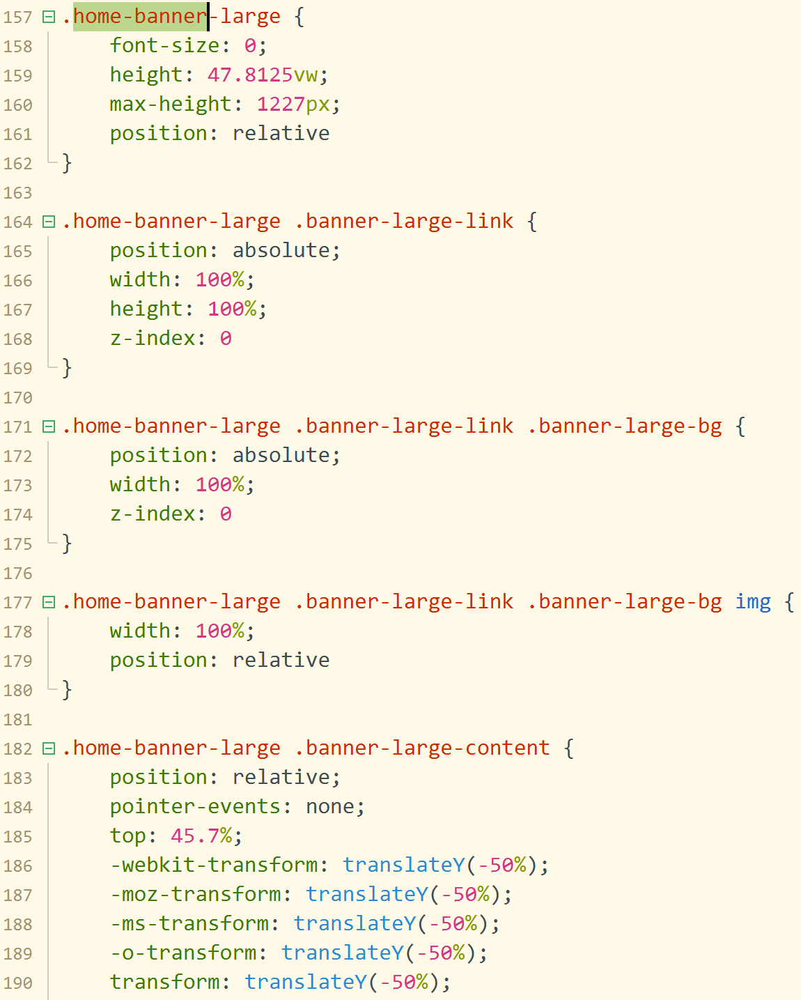 157 .home-banner-large {
158     font-size: 0;
159     height: 47.8125vw;
160     max-height: 1227px;
161     position: relative
162 }
163
164 .home-banner-large .banner-large-link {
165     position: absolute;
166     width: 100%;
167     height: 100%;
168     z-index: 0
169 }
170
171 .home-banner-large .banner-large-link .banner-large-bg {
172     position: absolute;
173     width: 100%;
174     z-index: 0
175 }
176
177 .home-banner-large .banner-large-link .banner-large-bg img {
178     width: 100%;
179     position: relative
180 }
181
182 .home-banner-large .banner-large-content {
183     position: relative;
184     pointer-events: none;
185     top: 45.7%;
186     -webkit-transform: translateY(-50%);
187     -moz-transform: translateY(-50%);
188     -ms-transform: translateY(-50%);
189     -o-transform: translateY(-50%);
190     transform: translateY(-50%);